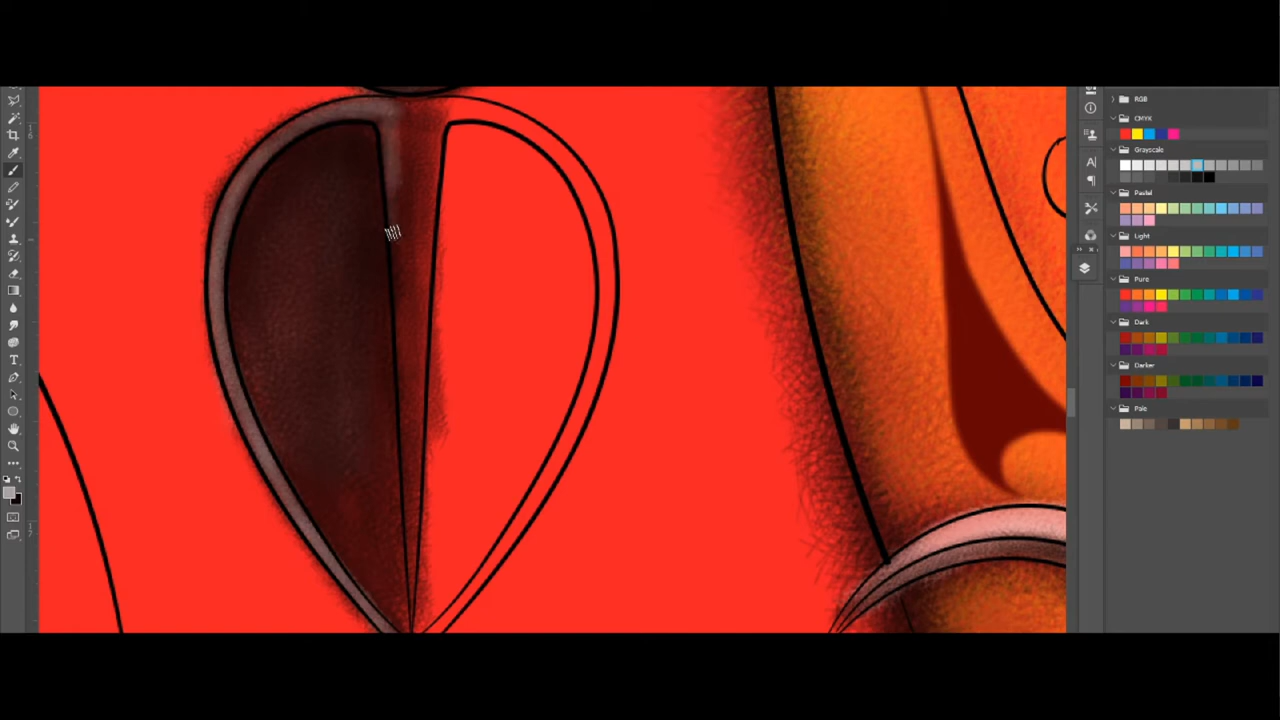 RGB
CMYK
Grayscale
Pastel
Light
Pure
Dark
Darker
Pale